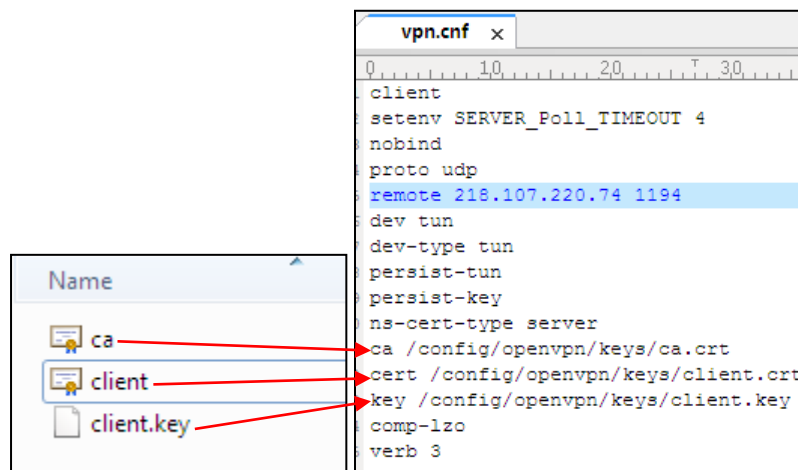 Name
ca
client
client.key
vpn.cnf x
0 10 20 30
client
setenv SERVER_Poll_TIMEOUT 4
nobind
proto udp
remote 218.107.220.74 1194
dev tun
dev-type tun
persist-tun
persist-key
ns-cert-type server
ca /config/openvpn/keys/ca.crt
cert /config/openvpn/keys/client.crt
key /config/openvpn/keys/client.key
comp-lzo
verb 3